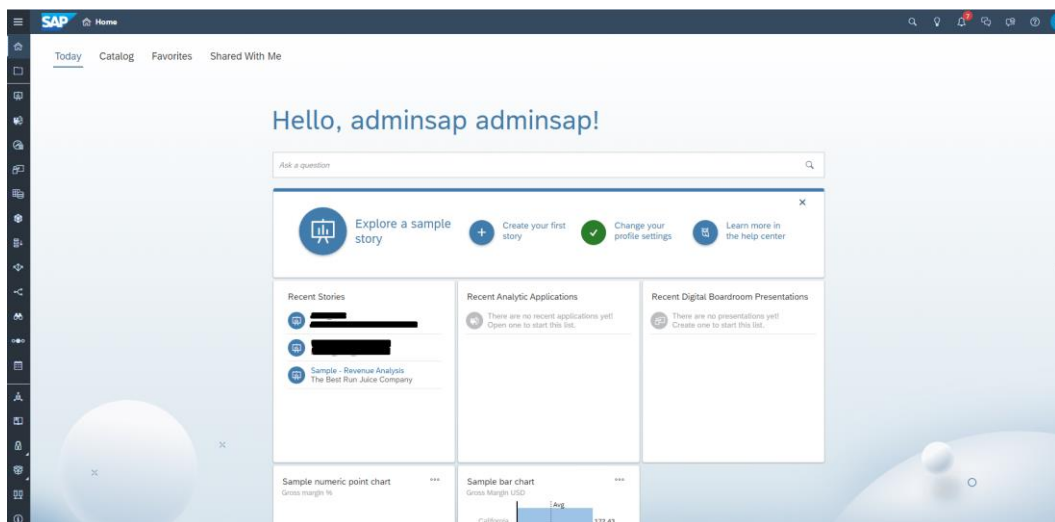 SAP Home
7
Today Catalog Favorites Shared With Me
Hello, adminsap adminsap!
Ask a question
Explore a sample
story
Create your first
story
Change your
profile settings
Learn more in
the help center
Recent Stories
Sample - Revenue Analysis
The Best Run Juice Company
Recent Analytic Applications
There are no recent applications yet!
Open one to start this list.
Recent Digital Boardroom Presentations
There are no presentations yet!
Create one to start this list.
Sample numeric point chart
Gross margin %
Sample bar chart
Gross Margin USD
Avg
California